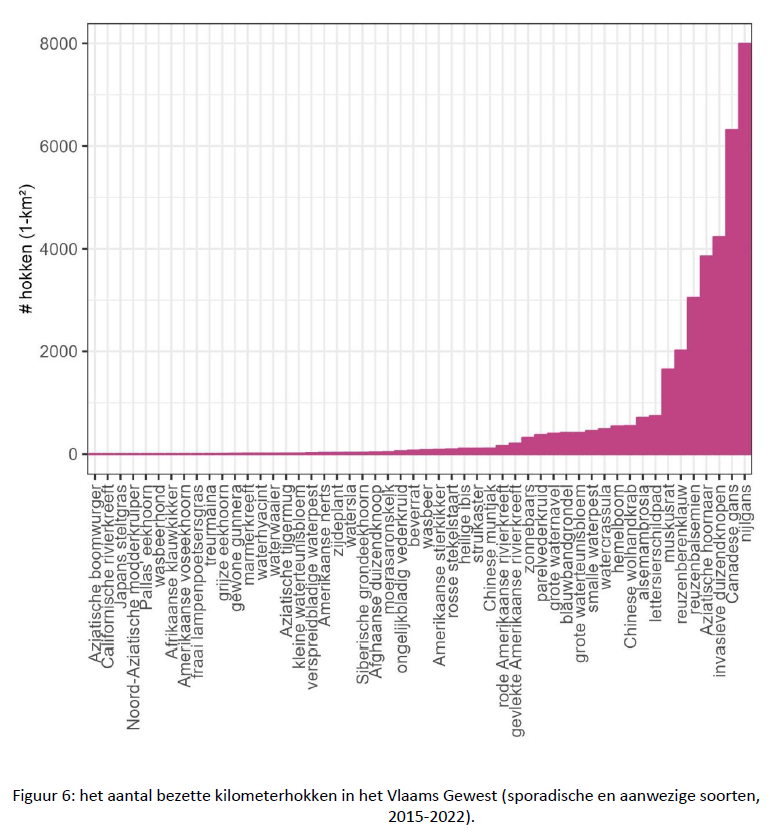 8000
6000
4000
2000
0
# hokken (1-km²)
Aziatische boomwurger
Californische rivierkreeft
Japans steltgras
Noord-Aziatische modderkruiper
Pallas' eekhoorn
wasbeerhond
Afrikaanse klauwkikker
Amerikaanse voseekhoorn
fraai lampenpoetsersgras
treurmaina
grijze eekhoorn
gewone gunnera
marmerkreeft
waterhyacint
waterwaaier
Aziatische tijgermug
kleine waterteunisbloem
verspreidbladige waterpest
Amerikaanse nerts
zijdeplant
watersla
Siberische grondeekhoorn
Afghaanse duizendknoop
moerasaronskelk
ongelijkbladig vederkruid
beverrat
wasbeer
Amerikaanse stierkikker
rosse stekelstaart
heilige ibis
struikaster
Chinese muntjak
rode Amerikaanse rivierkreeft
gevlekte Amerikaanse rivierkreeft
zonnebaars
parelvederkruid
grote waternavel
blauwbandgrondel
grote waterteunisbloem
smalle waterpest
watercrassula
hemelboom
Chinese wolhandkrab
alsemambrosia
lettersierschildpad
muskusrat
reuzenberenklauw
reuzenbalsemien
Aziatische hoornaar
invasieve duizendknopen
Canadese gans
nijlgans
Figuur 6: het aantal bezette kilometerhokken in het Vlaams Gewest (sporadische en aanwezige soorten,
2015-2022).